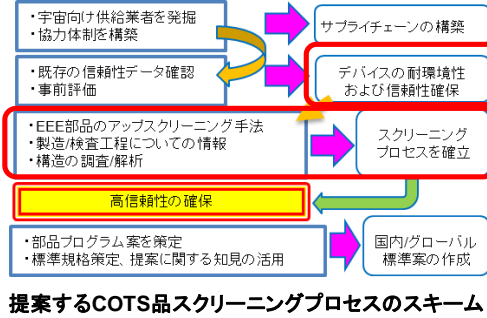 ・宇宙向け供給業者を発掘
・協力体制を構築
サプライチェーンの構築
・既存の信頼性データ確認
・事前評価
デバイスの耐環境性
および信頼性確保
・EEE部品のアップスクリーニング手法
・製造/検査工程についての情報
・構造の調査/解析
スクリーニング
プロセスを確立
高信頼性の確保
・部品プログラム案を策定
・標準規格策定、提案に関する知見の活用
国内/グローバル
標準案の作成
提案するCOTS品スクリーニングプロセスのスキーム